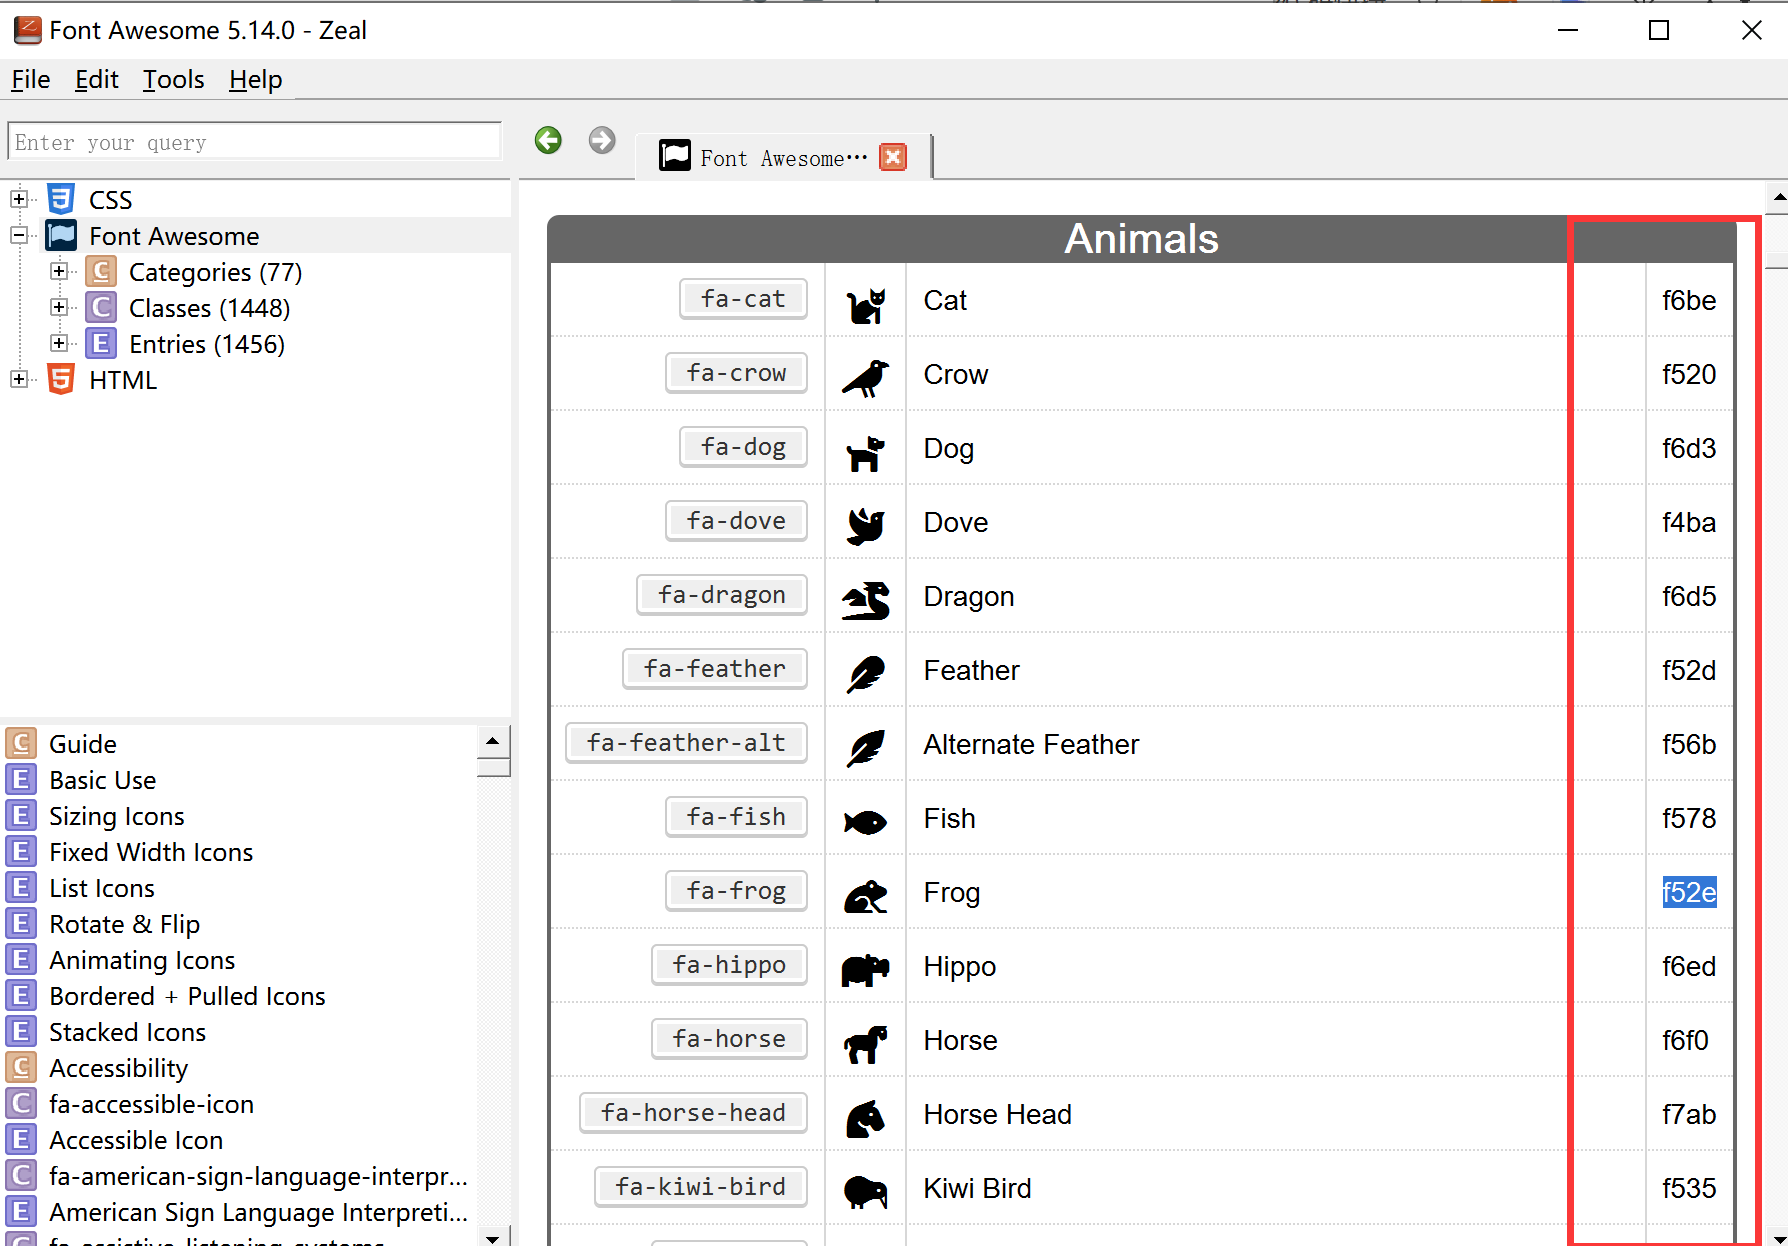 Font Awesome 5.14.0 - Zeal
File Edit Tools Help
Enter your query
Font Awesome...
CSS
Font Awesome
Categories (77)
Classes (1448)
Entries (1456)
HTML
Guide
Basic Use
Sizing Icons
Fixed Width Icons
List Icons
Rotate & Flip
Animating Icons
Bordered + Pulled Icons
Stacked Icons
Accessibility
fa-accessible-icon
Accessible Icon
fa-american-sign-language-interpr...
American Sign Language Interpreti...
fa-assistive-listening-systems
Animals
fa-cat Cat f6be
fa-crow Crow f520
fa-dog Dog f6d3
fa-dove Dove f4ba
fa-dragon Dragon f6d5
fa-feather Feather f52d
fa-feather-alt Alternate Feather f56b
fa-fish Fish f578
fa-frog Frog f52e
fa-hippo Hippo f6ed
fa-horse Horse f6f0
fa-horse-head Horse Head f7ab
fa-kiwi-bird Kiwi Bird f535